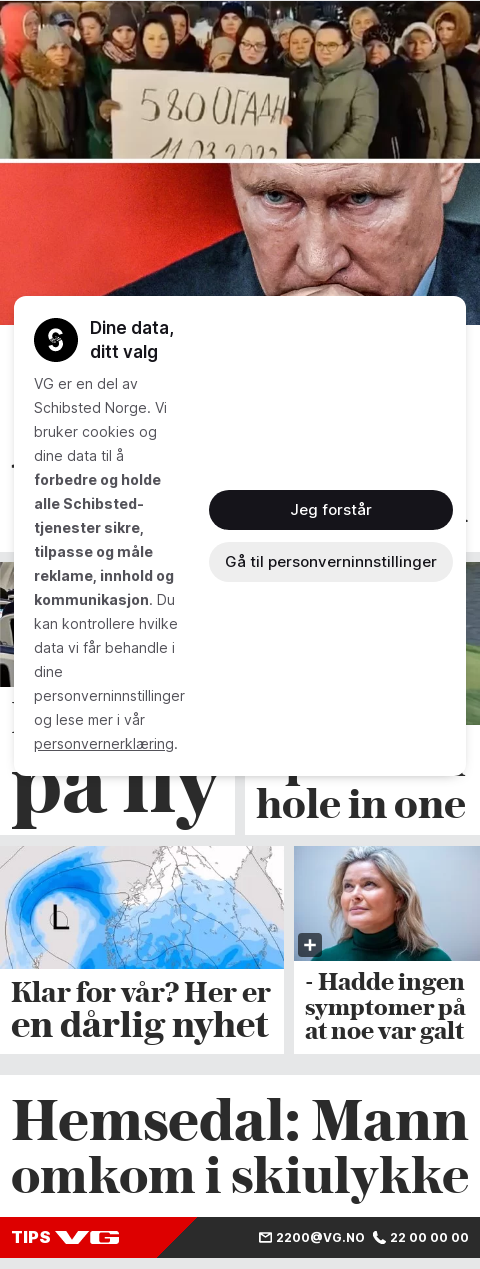 580 ОГАДН
11.03.2023
Dine data,
ditt valg
VG er en del av
Schibsted Norge. Vi
bruker cookies og
dine data til å
forbedre og holde
alle Schibsted-
tjenester sikre,
tilpasse og måle
reklame, innhold og
kommunikasjon. Du
kan kontrollere hvilke
data vi får behandle i
dine
personverninnstillinger
og lese mer i vår
personvernerklæring.
Jeg forstår
Gå til personverninnstillinger
på ny
hole in one
L
Klar for vår? Her er
en dårlig nyhet
- Hadde ingen
symptomer på
at noe var galt
Hemsedal: Mann
omkom i skiulykke
TIPS VG
2200@VG.NO 22 00 00 00